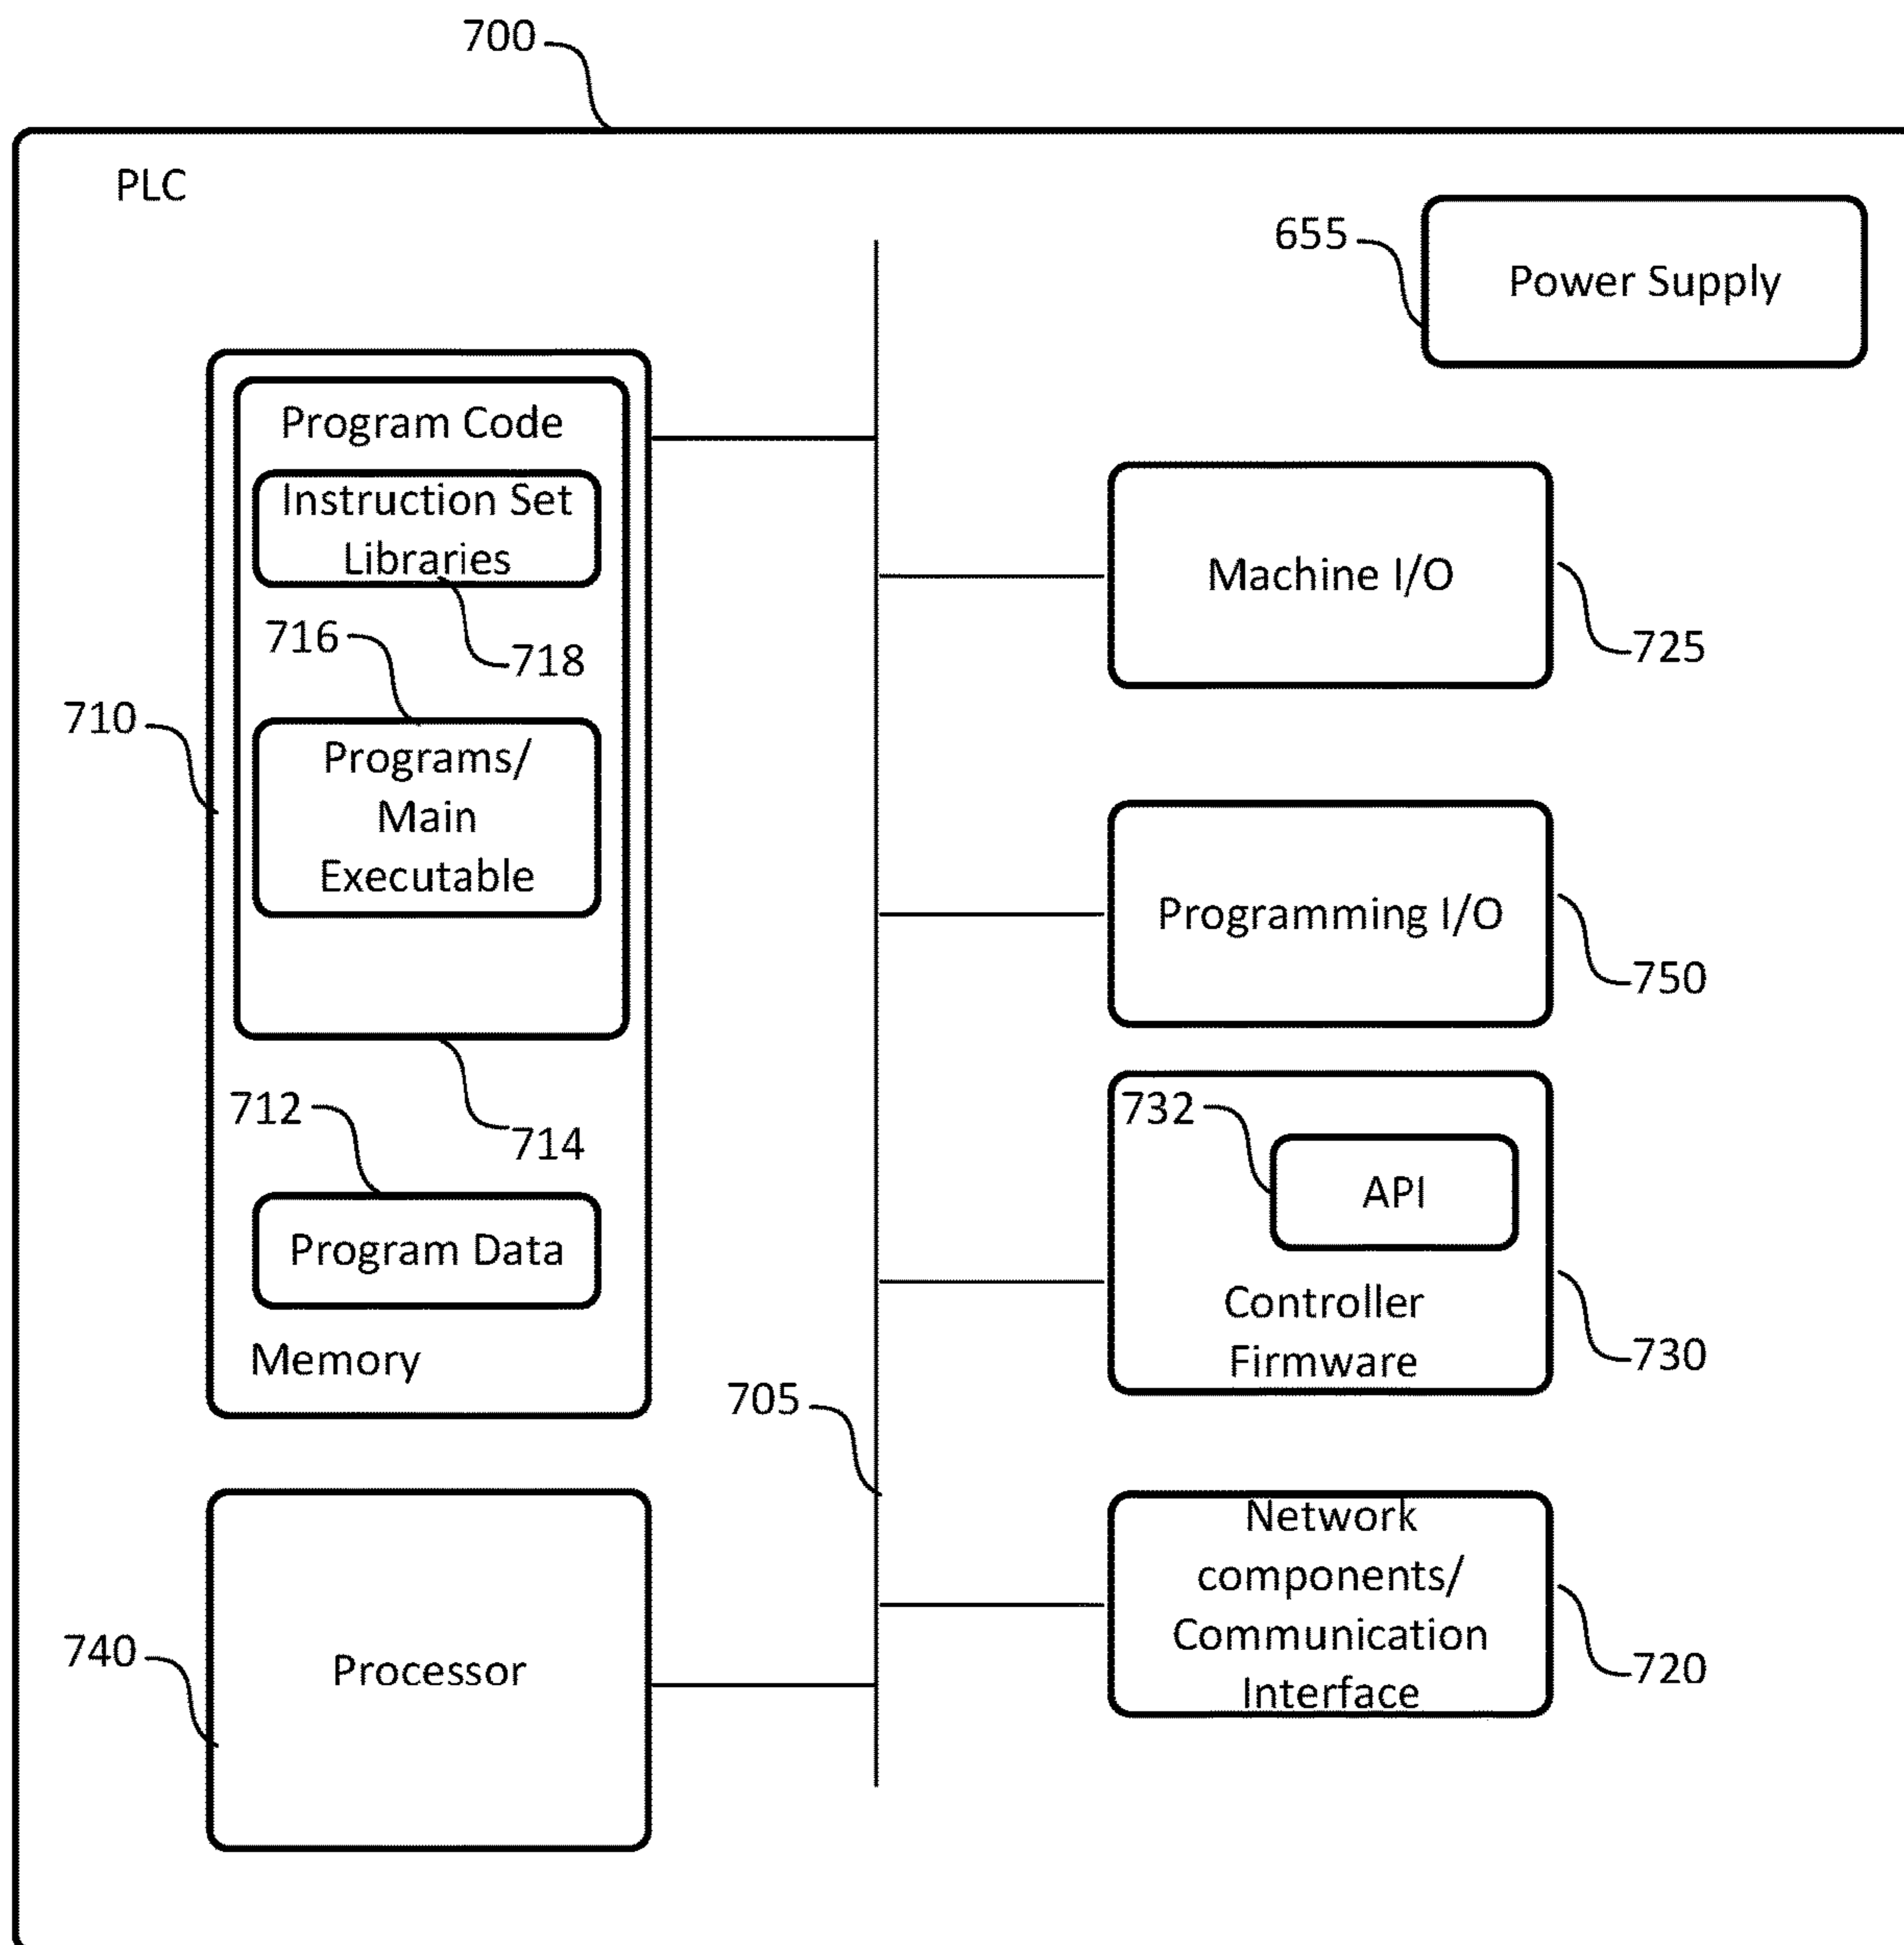 700
PLC
655
Power Supply
Program Code
Instruction Set
Libraries
716
718
710
Programs/
Main
Executable
712
714
Program Data
Memory
Machine I/O
725
Programming I/O
750
732
API
Controller
Firmware
730
705
740
Processor
Network
components/
Communication
Interface
720